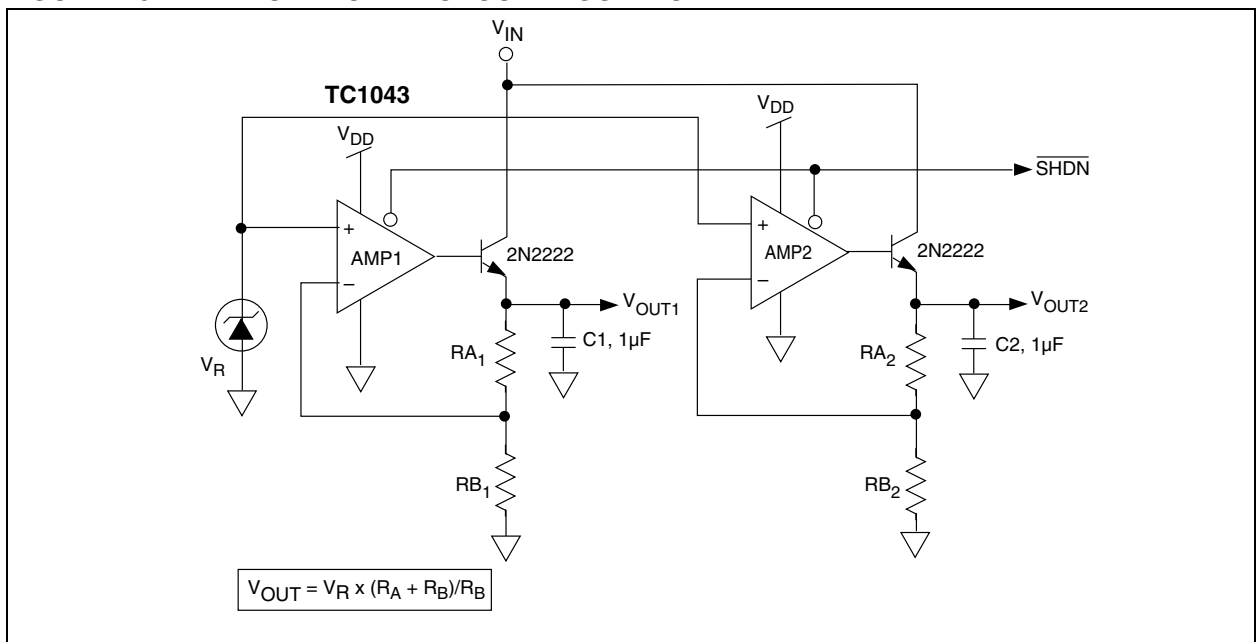 V_IN
TC1043
V_DD
V_DD
SHDN
+
AMP1
−
2N2222
+
AMP2
−
2N2222
V_OUT1
V_OUT2
C1, 1µF
C2, 1µF
RA_1
RA_2
V_R
RB_1
RB_2
V_OUT = V_R x (R_A + R_B)/R_B